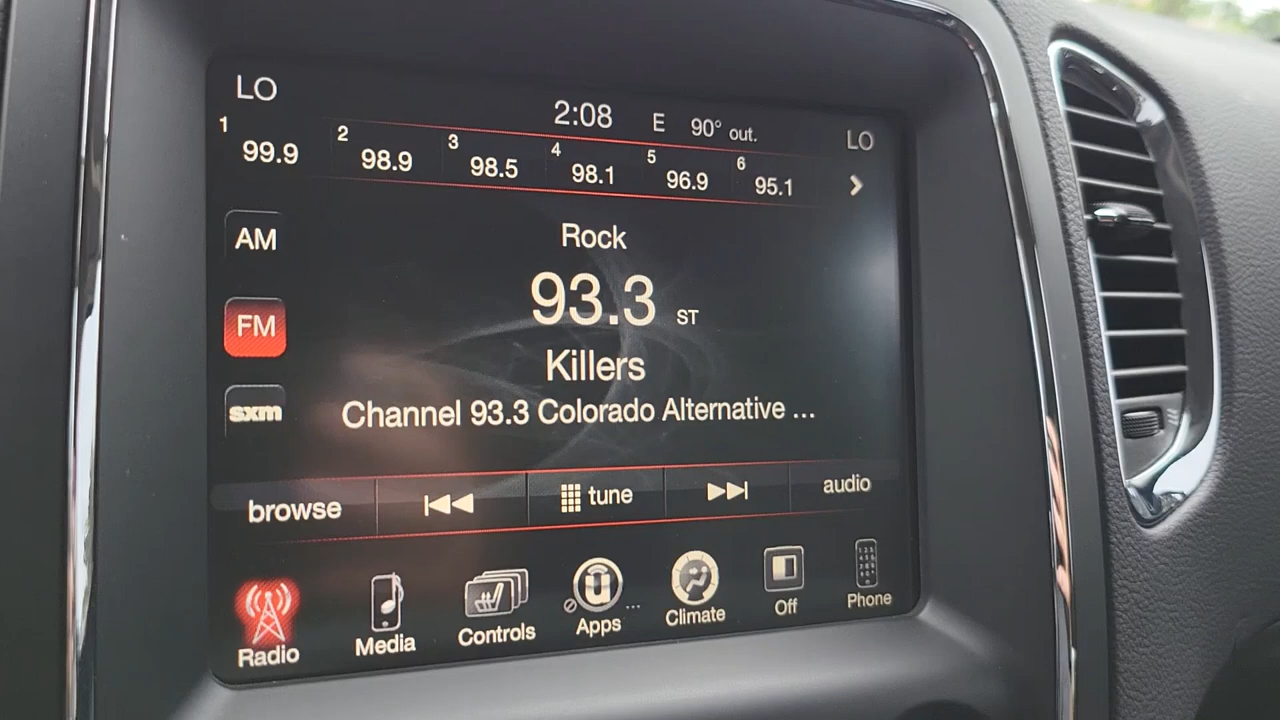 LO 2:08 E 90° out. LO
1 99.9 2 98.9 3 98.5 4 98.1 5 96.9 6 95.1
AM
Rock
FM
93.3 ST
Killers
sxm
Channel 93.3 Colorado Alternative ...
browse tune audio
Radio Media Controls Apps ... Climate Off Phone